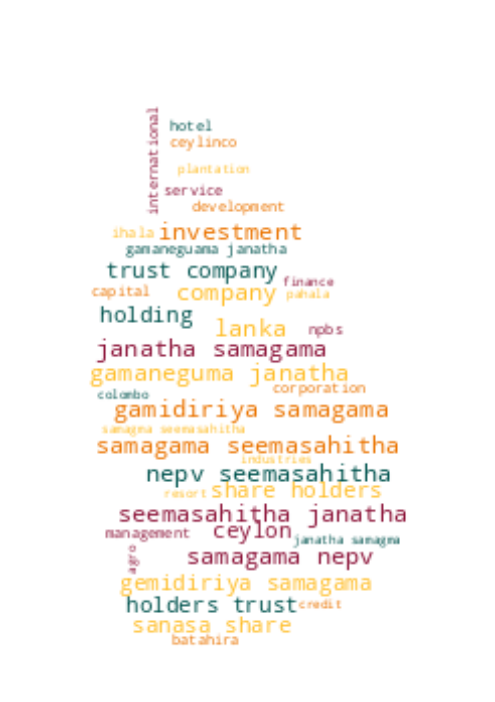 international
hotel
ceylinco
plantation
service
development
ihala investment
gamaneguama janatha
trust company
finance
capital company pahala
holding
lanka npbs
janatha samagama
gamaneguma janatha
corporation
colombo
gamidiriya samagama
samagma seemasahitha
samagama seemasahitha
industries
nepv seemasahitha
resort share holders
seemasahitha janatha
management ceylon janatha samagma
agro
samagama nepv
gemidiriya samagama
holders trust credit
sanasa share
batahira